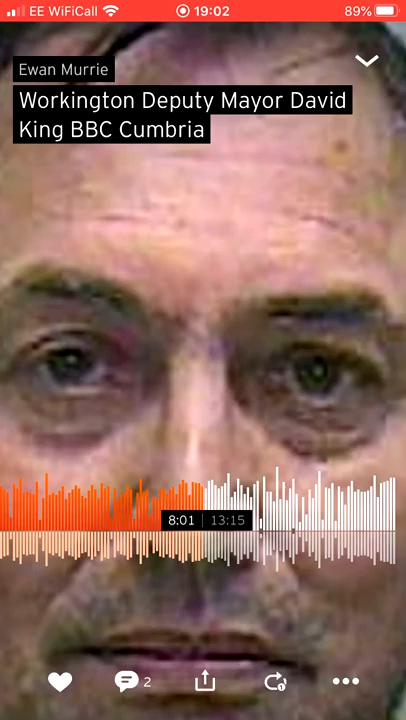 EE WiFiCall 19:02 89%
Ewan Murrie
Workington Deputy Mayor David
King BBC Cumbria
8:01 | 13:15
2
1